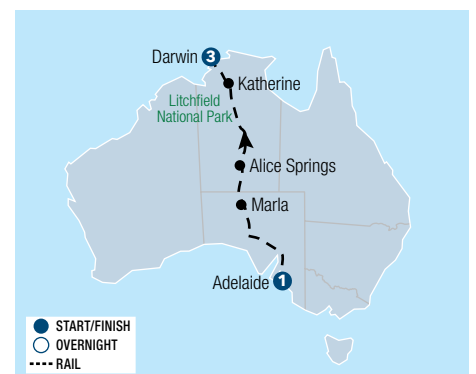 Darwin 3
Katherine
Litchfield
National Park
Alice Springs
Marla
Adelaide 1
START/FINISH
OVERNIGHT
RAIL